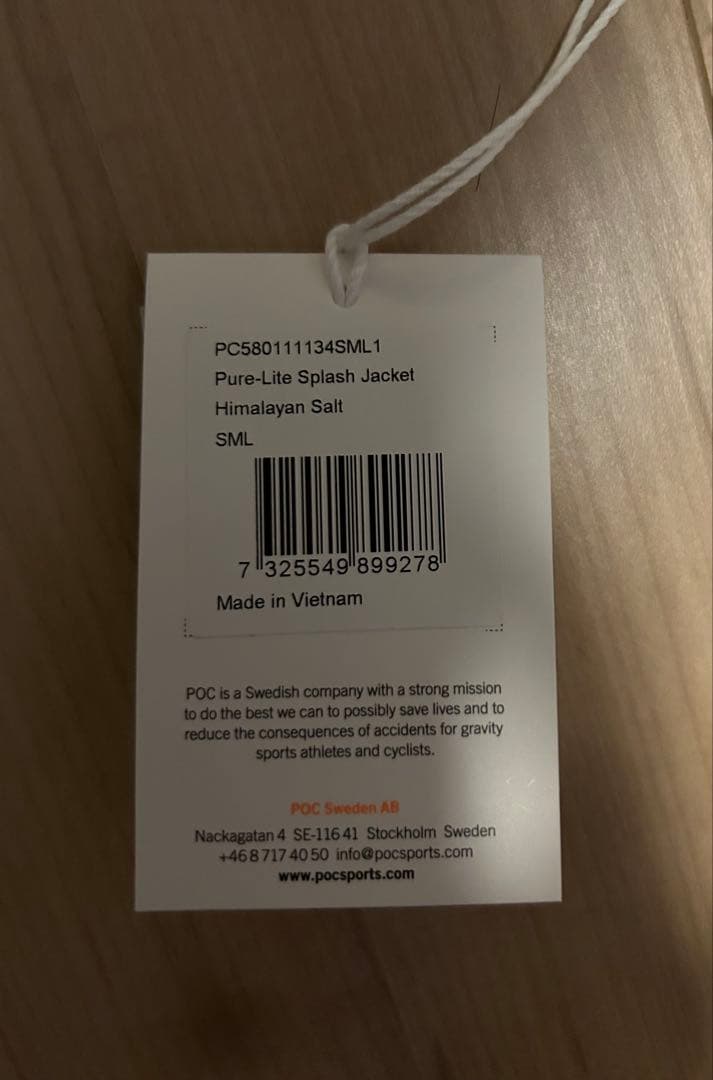 PC580111134SML1
Pure-Lite Splash Jacket
Himalayan Salt
SML
7 325549 899278
Made in Vietnam
POC is a Swedish company with a strong mission
to do the best we can to possibly save lives and to
reduce the consequences of accidents for gravity
sports athletes and cyclists.
POC Sweden AB
Nackagatan 4 SE-116 41 Stockholm Sweden
+46 8 717 40 50 info@pocsports.com
www.pocsports.com